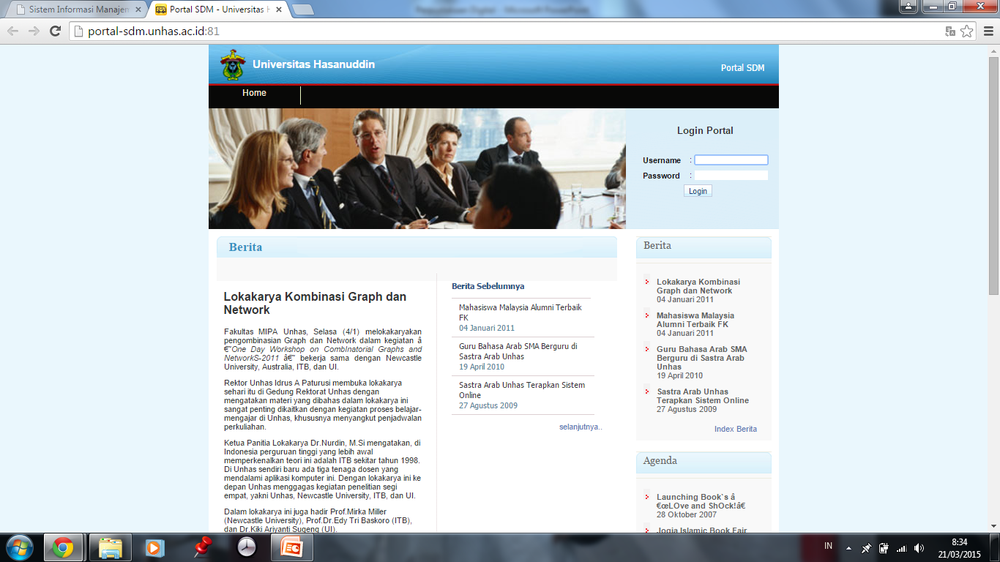 Sistem Informasi Manajem
Portal SDM - Universitas H
portal-sdm.unhas.ac.id:81
Universitas Hasanuddin
Portal SDM
Home
Login Portal
Username :
Password :
Login
Berita
Lokakarya Kombinasi Graph dan
Network
Fakultas MIPA Unhas, Selasa (4/1) melokakaryakan
pengombinasian Graph dan Network dalam kegiatan â
€˜One Day Workshop on CombInatorial Graphs and
NetworkS-2011 â€˜ bekerja sama dengan Newcastle
University, Australia, ITB, dan UI.
Rektor Unhas Idrus A Paturusi membuka lokakarya
sehari itu di Gedung Rektorat Unhas dengan
mengatakan materi yang dibahas dalam lokakarya ini
sangat penting dikaitkan dengan kegiatan proses belajar-
mengajar di Unhas, khususnya menyangkut penjadwalan
perkuliahan.
Ketua Panitia Lokakarya Dr.Nurdin, M.Si mengatakan, di
Indonesia perguruan tinggi yang lebih awal
memperkenalkan teori ini adalah ITB sekitar tahun 1998.
Di Unhas sendiri baru ada tiga tenaga dosen yang
mendalami aplikasi komputer ini. Dengan lokakarya ini ke
depan Unhas menggagas kegiatan penelitian segi
empat, yakni Unhas, Newcastle University, ITB, dan UI.
Dalam lokakarya ini juga hadir Prof.Mirka Miller
(Newcastle University), Prof.Dr.Edy Tri Baskoro (ITB),
dan Dr.Kiki Ariyanti Sugeng (UI).
Berita Sebelumnya
Mahasiswa Malaysia Alumni Terbaik
FK
04 Januari 2011
Guru Bahasa Arab SMA Berguru di
Sastra Arab Unhas
19 April 2010
Sastra Arab Unhas Terapkan Sistem
Online
27 Agustus 2009
selanjutnya..
Berita
Lokakarya Kombinasi
Graph dan Network
04 Januari 2011
Mahasiswa Malaysia
Alumni Terbaik FK
04 Januari 2011
Guru Bahasa Arab SMA
Berguru di Sastra Arab
Unhas
19 April 2010
Sastra Arab Unhas
Terapkan Sistem Online
27 Agustus 2009
Index Berita
Agenda
Launching Book`s â
€œLOve and ShOck!â€
28 Oktober 2007
Jogja Islamic Book Fair
IN
8:34
21/03/2015